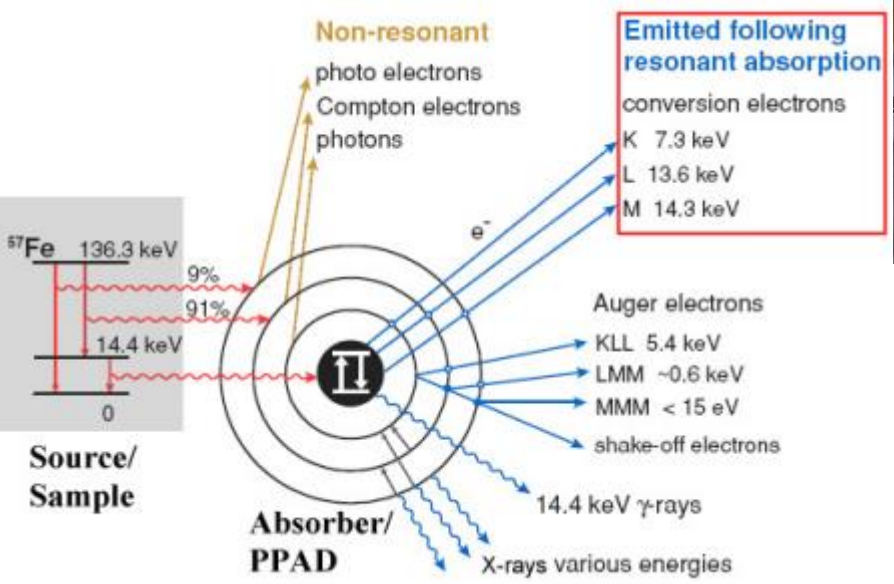 Non-resonant
photo electrons
Compton electrons
photons
Emitted following
resonant absorption
conversion electrons
K 7.3 keV
L 13.6 keV
M 14.3 keV
e⁻
⁵⁷Fe 136.3 keV
9%
91%
14.4 keV
0
Source/
Sample
Absorber/
PPAD
Auger electrons
KLL 5.4 keV
LMM ~0.6 keV
MMM < 15 eV
shake-off electrons
14.4 keV γ-rays
X-rays various energies